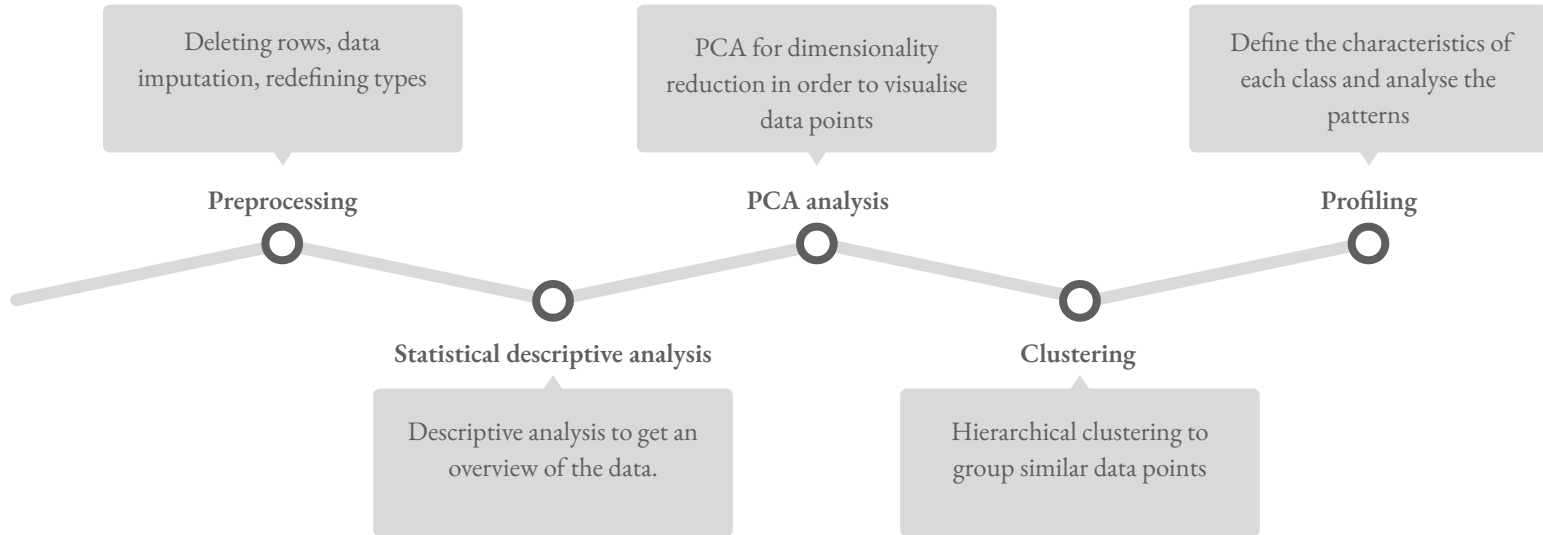 Deleting rows, data
imputation, redefining types
Preprocessing
Statistical descriptive analysis
Descriptive analysis to get an
overview of the data.
PCA for dimensionality
reduction in order to visualise
data points
PCA analysis
Clustering
Hierarchical clustering to
group similar data points
Define the characteristics of
each class and analyse the
patterns
Profiling